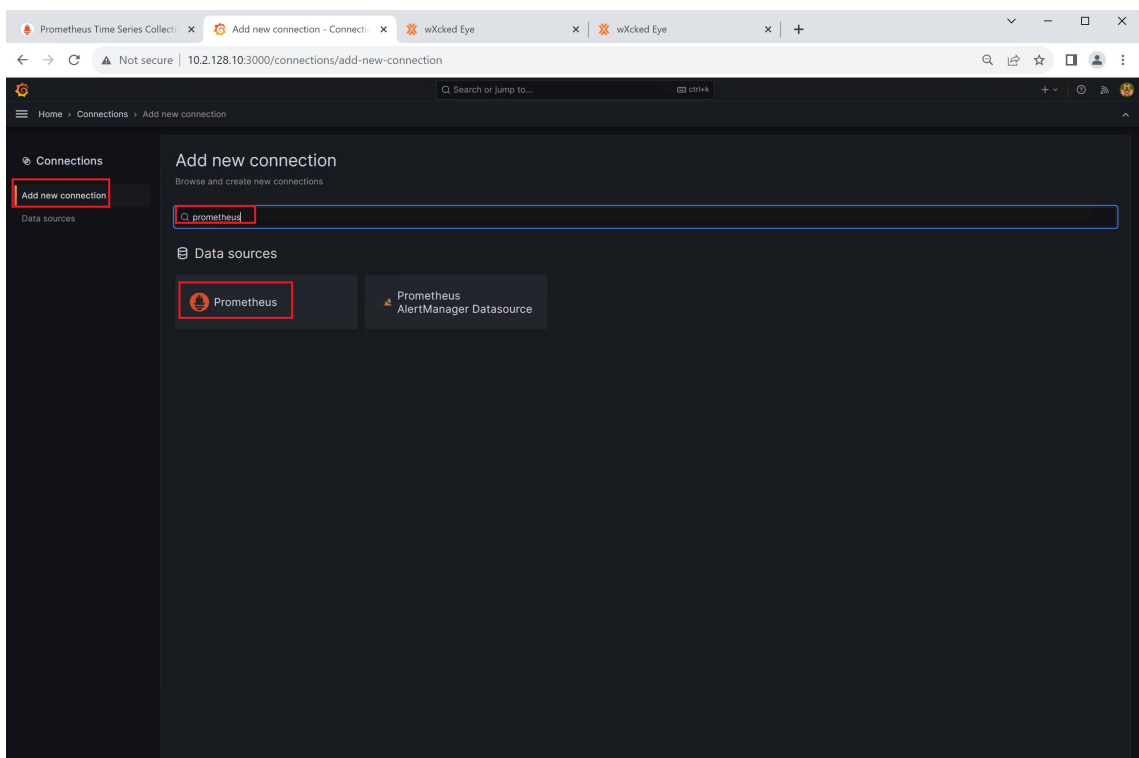 Prometheus Time Series Collecti
Add new connection - Connectic
wXcked Eye
wXcked Eye
Not secure | 10.2.128.10:3000/connections/add-new-connection
Search or jump to...
ctrl+k
Home › Connections › Add new connection
Connections
Add new connection
Data sources
Add new connection
Browse and create new connections
prometheus
Data sources
Prometheus
Prometheus
AlertManager Datasource